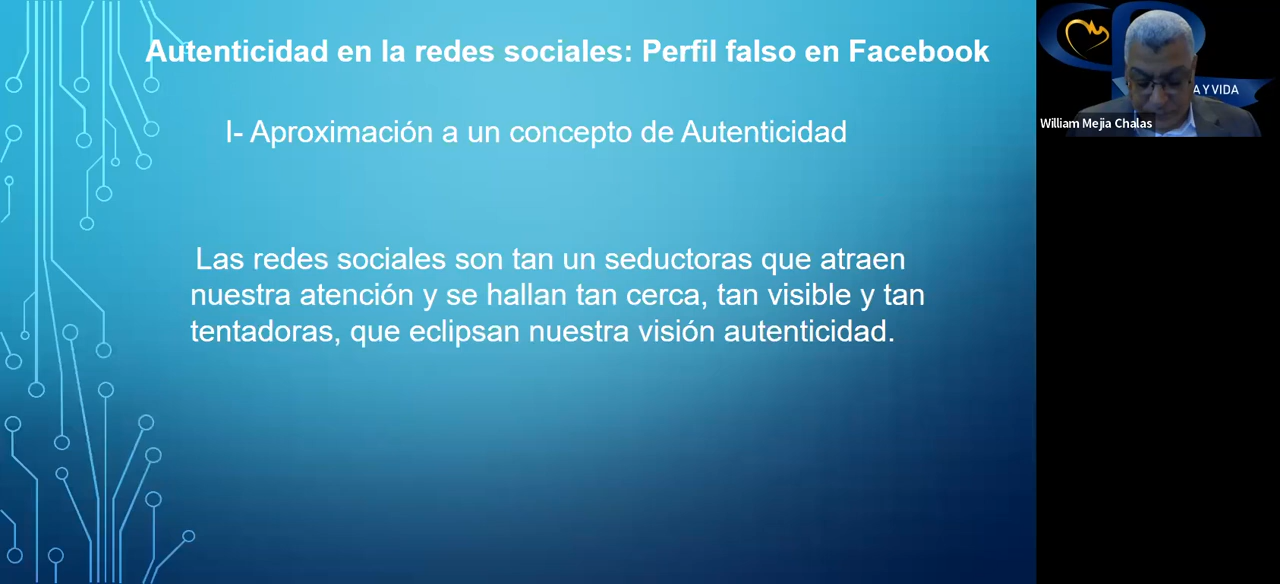 Autenticidad en la redes sociales: Perfil falso en Facebook
I- Aproximación a un concepto de Autenticidad
Las redes sociales son tan un seductoras que atraen
nuestra atención y se hallan tan cerca, tan visible y tan
tentadoras, que eclipsan nuestra visión autenticidad.
A Y VIDA
William Mejia Chalas